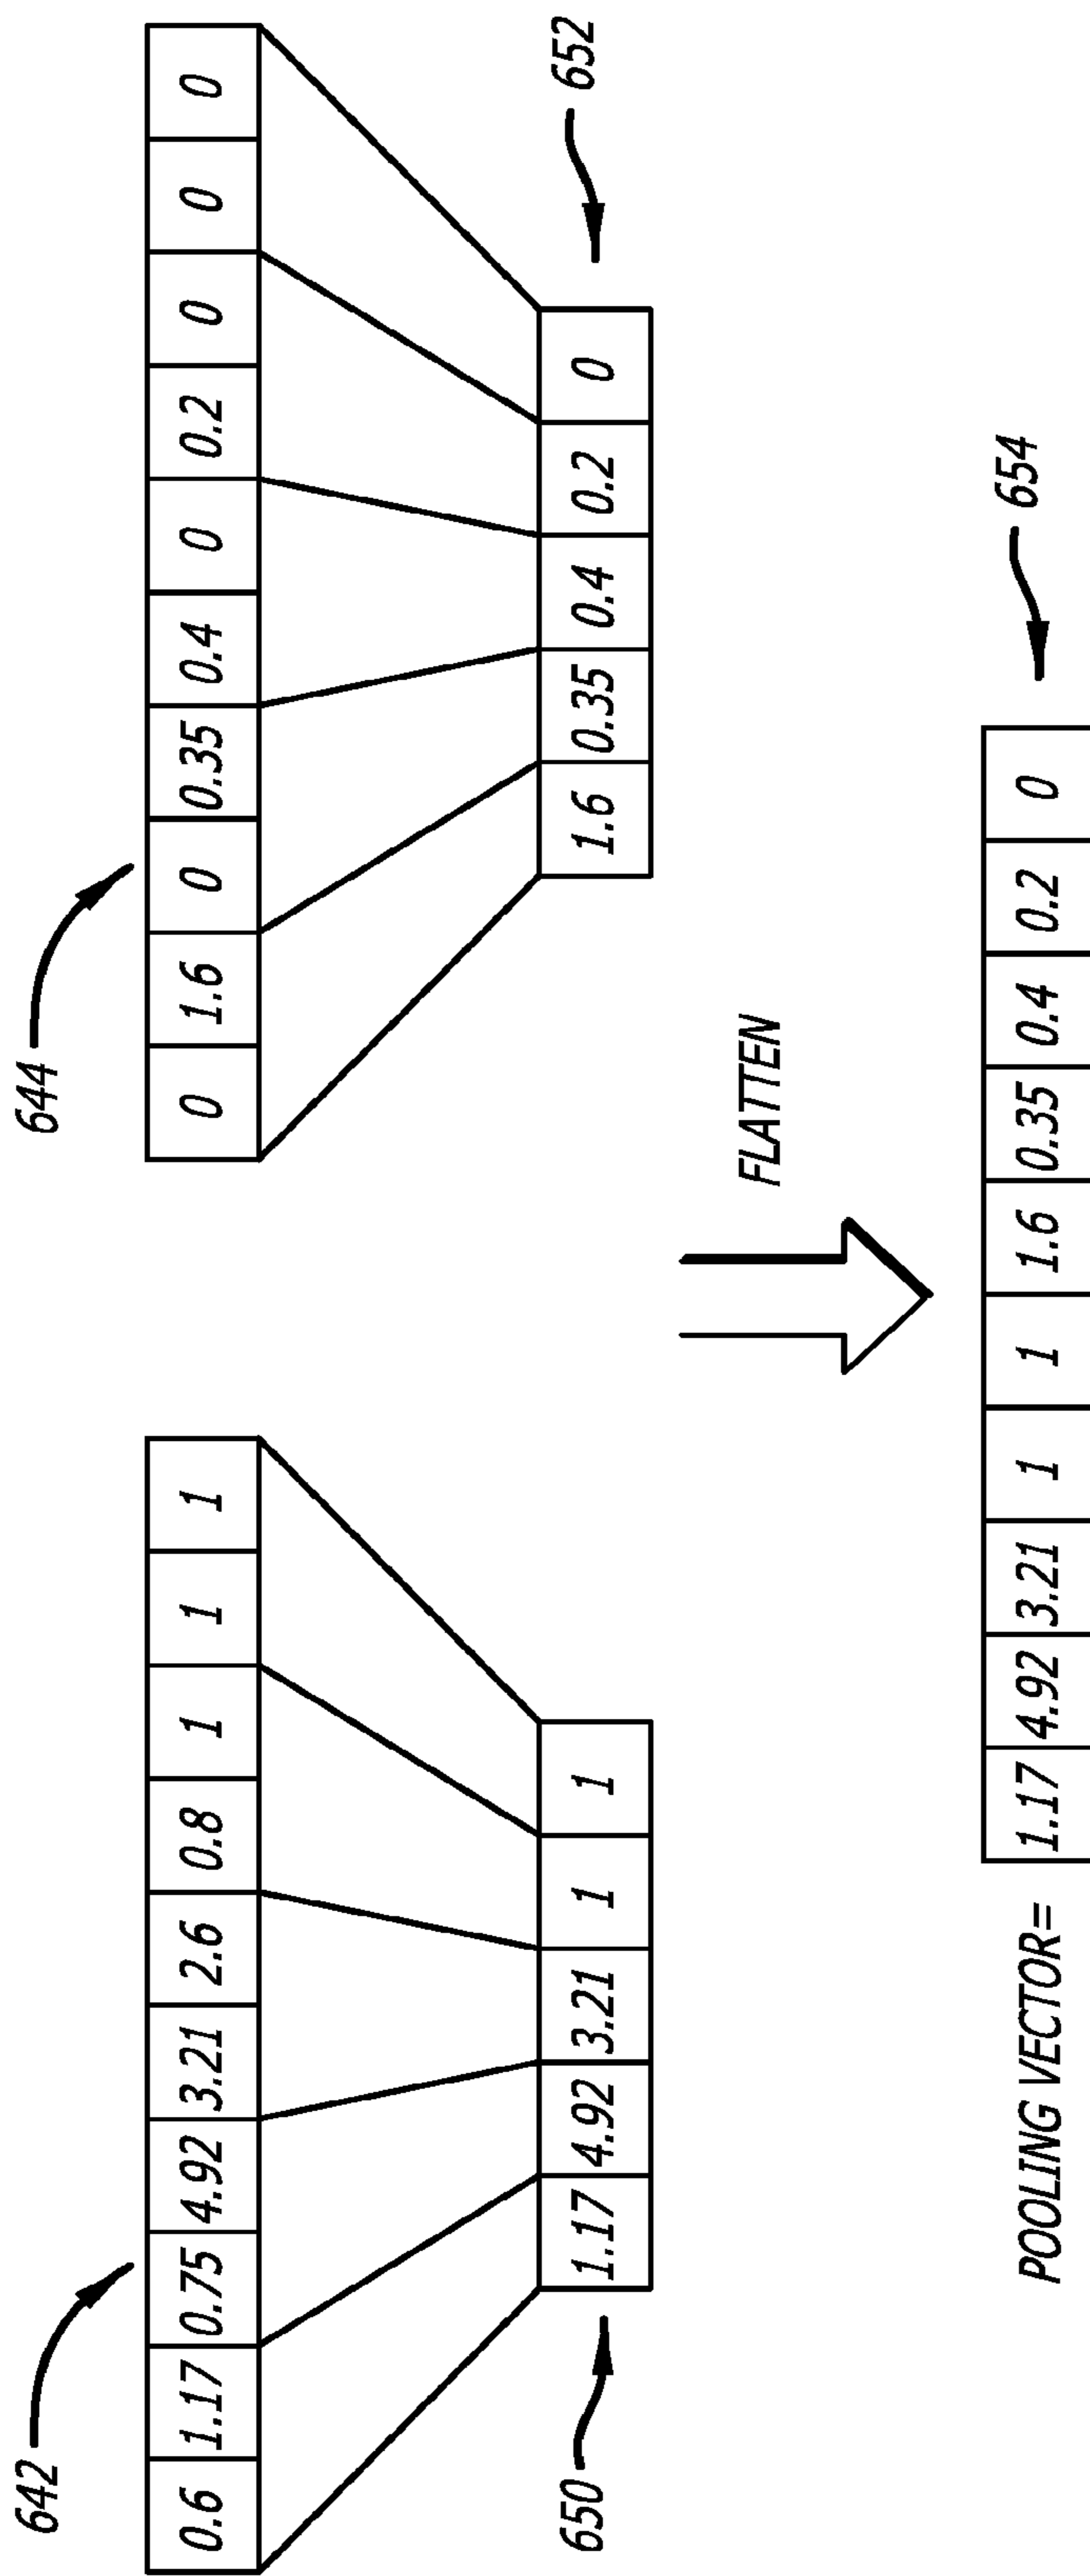 642
644
0.6 1.17 0.75 4.92 3.21 2.6 0.8 1 1 1
0 1.6 0 0.35 0.4 0 0.2 0 0 0
650
1.17 4.92 3.21 1 1
1.6 0.35 0.4 0.2 0
652
FLATTEN
654
POOLING VECTOR= 1.17 4.92 3.21 1 1 1.6 0.35 0.4 0.2 0